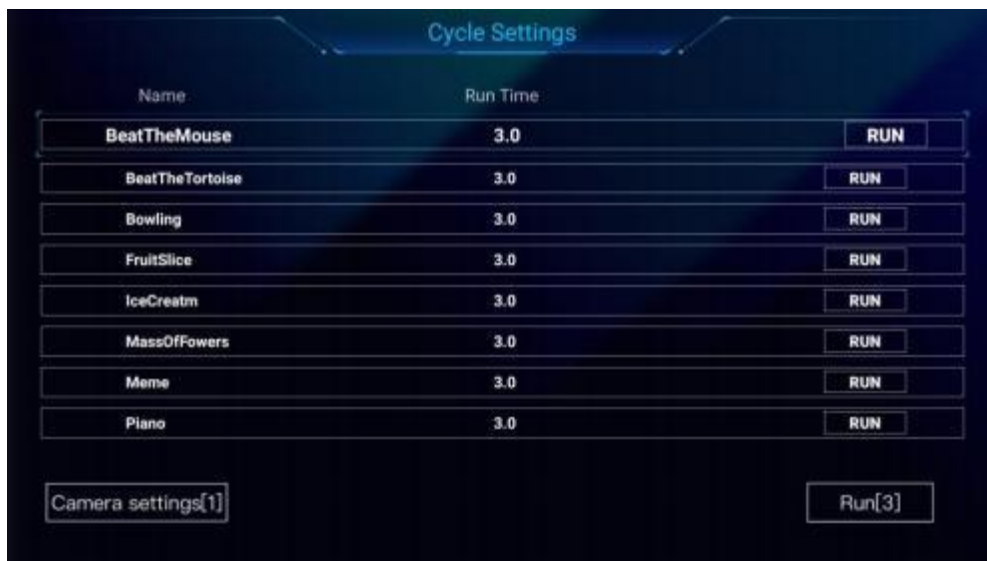 Cycle Settings
Name Run Time
BeatTheMouse 3.0 RUN
BeatTheTortoise 3.0 RUN
Bowling 3.0 RUN
FruitSlice 3.0 RUN
IceCreatm 3.0 RUN
MassOfFowers 3.0 RUN
Meme 3.0 RUN
Piano 3.0 RUN
Camera settings[1] Run[3]